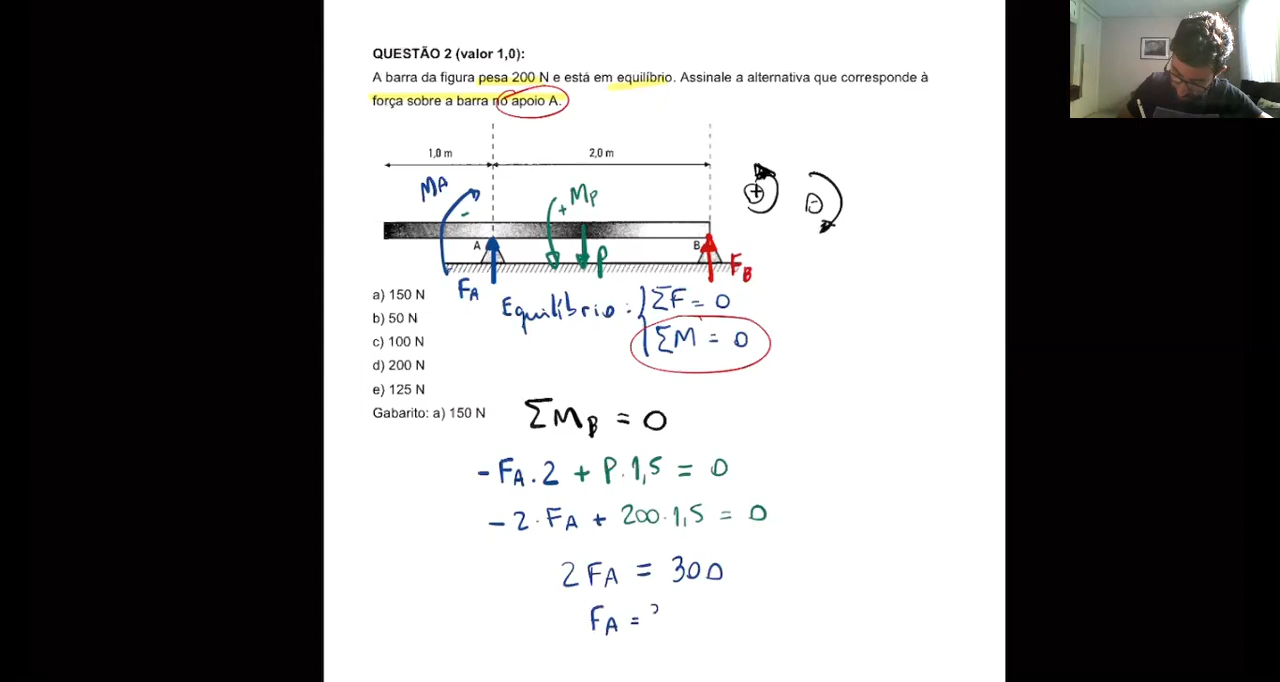 QUESTÃO 2 (valor 1,0):
A barra da figura pesa 200 N e está em equilíbrio. Assinale a alternativa que corresponde à
força sobre a barra no apoio A.
1,0 m
2,0 m
MA
-
+ MP
+
-
A
B
P
FA
FB
a) 150 N
Equilíbrio: ΣF = 0
b) 50 N
ΣM = 0
c) 100 N
d) 200 N
e) 125 N
Gabarito: a) 150 N
ΣMB = 0
- FA . 2 + P . 1,5 = 0
- 2 . FA + 200 . 1,5 = 0
2 FA = 300
FA =